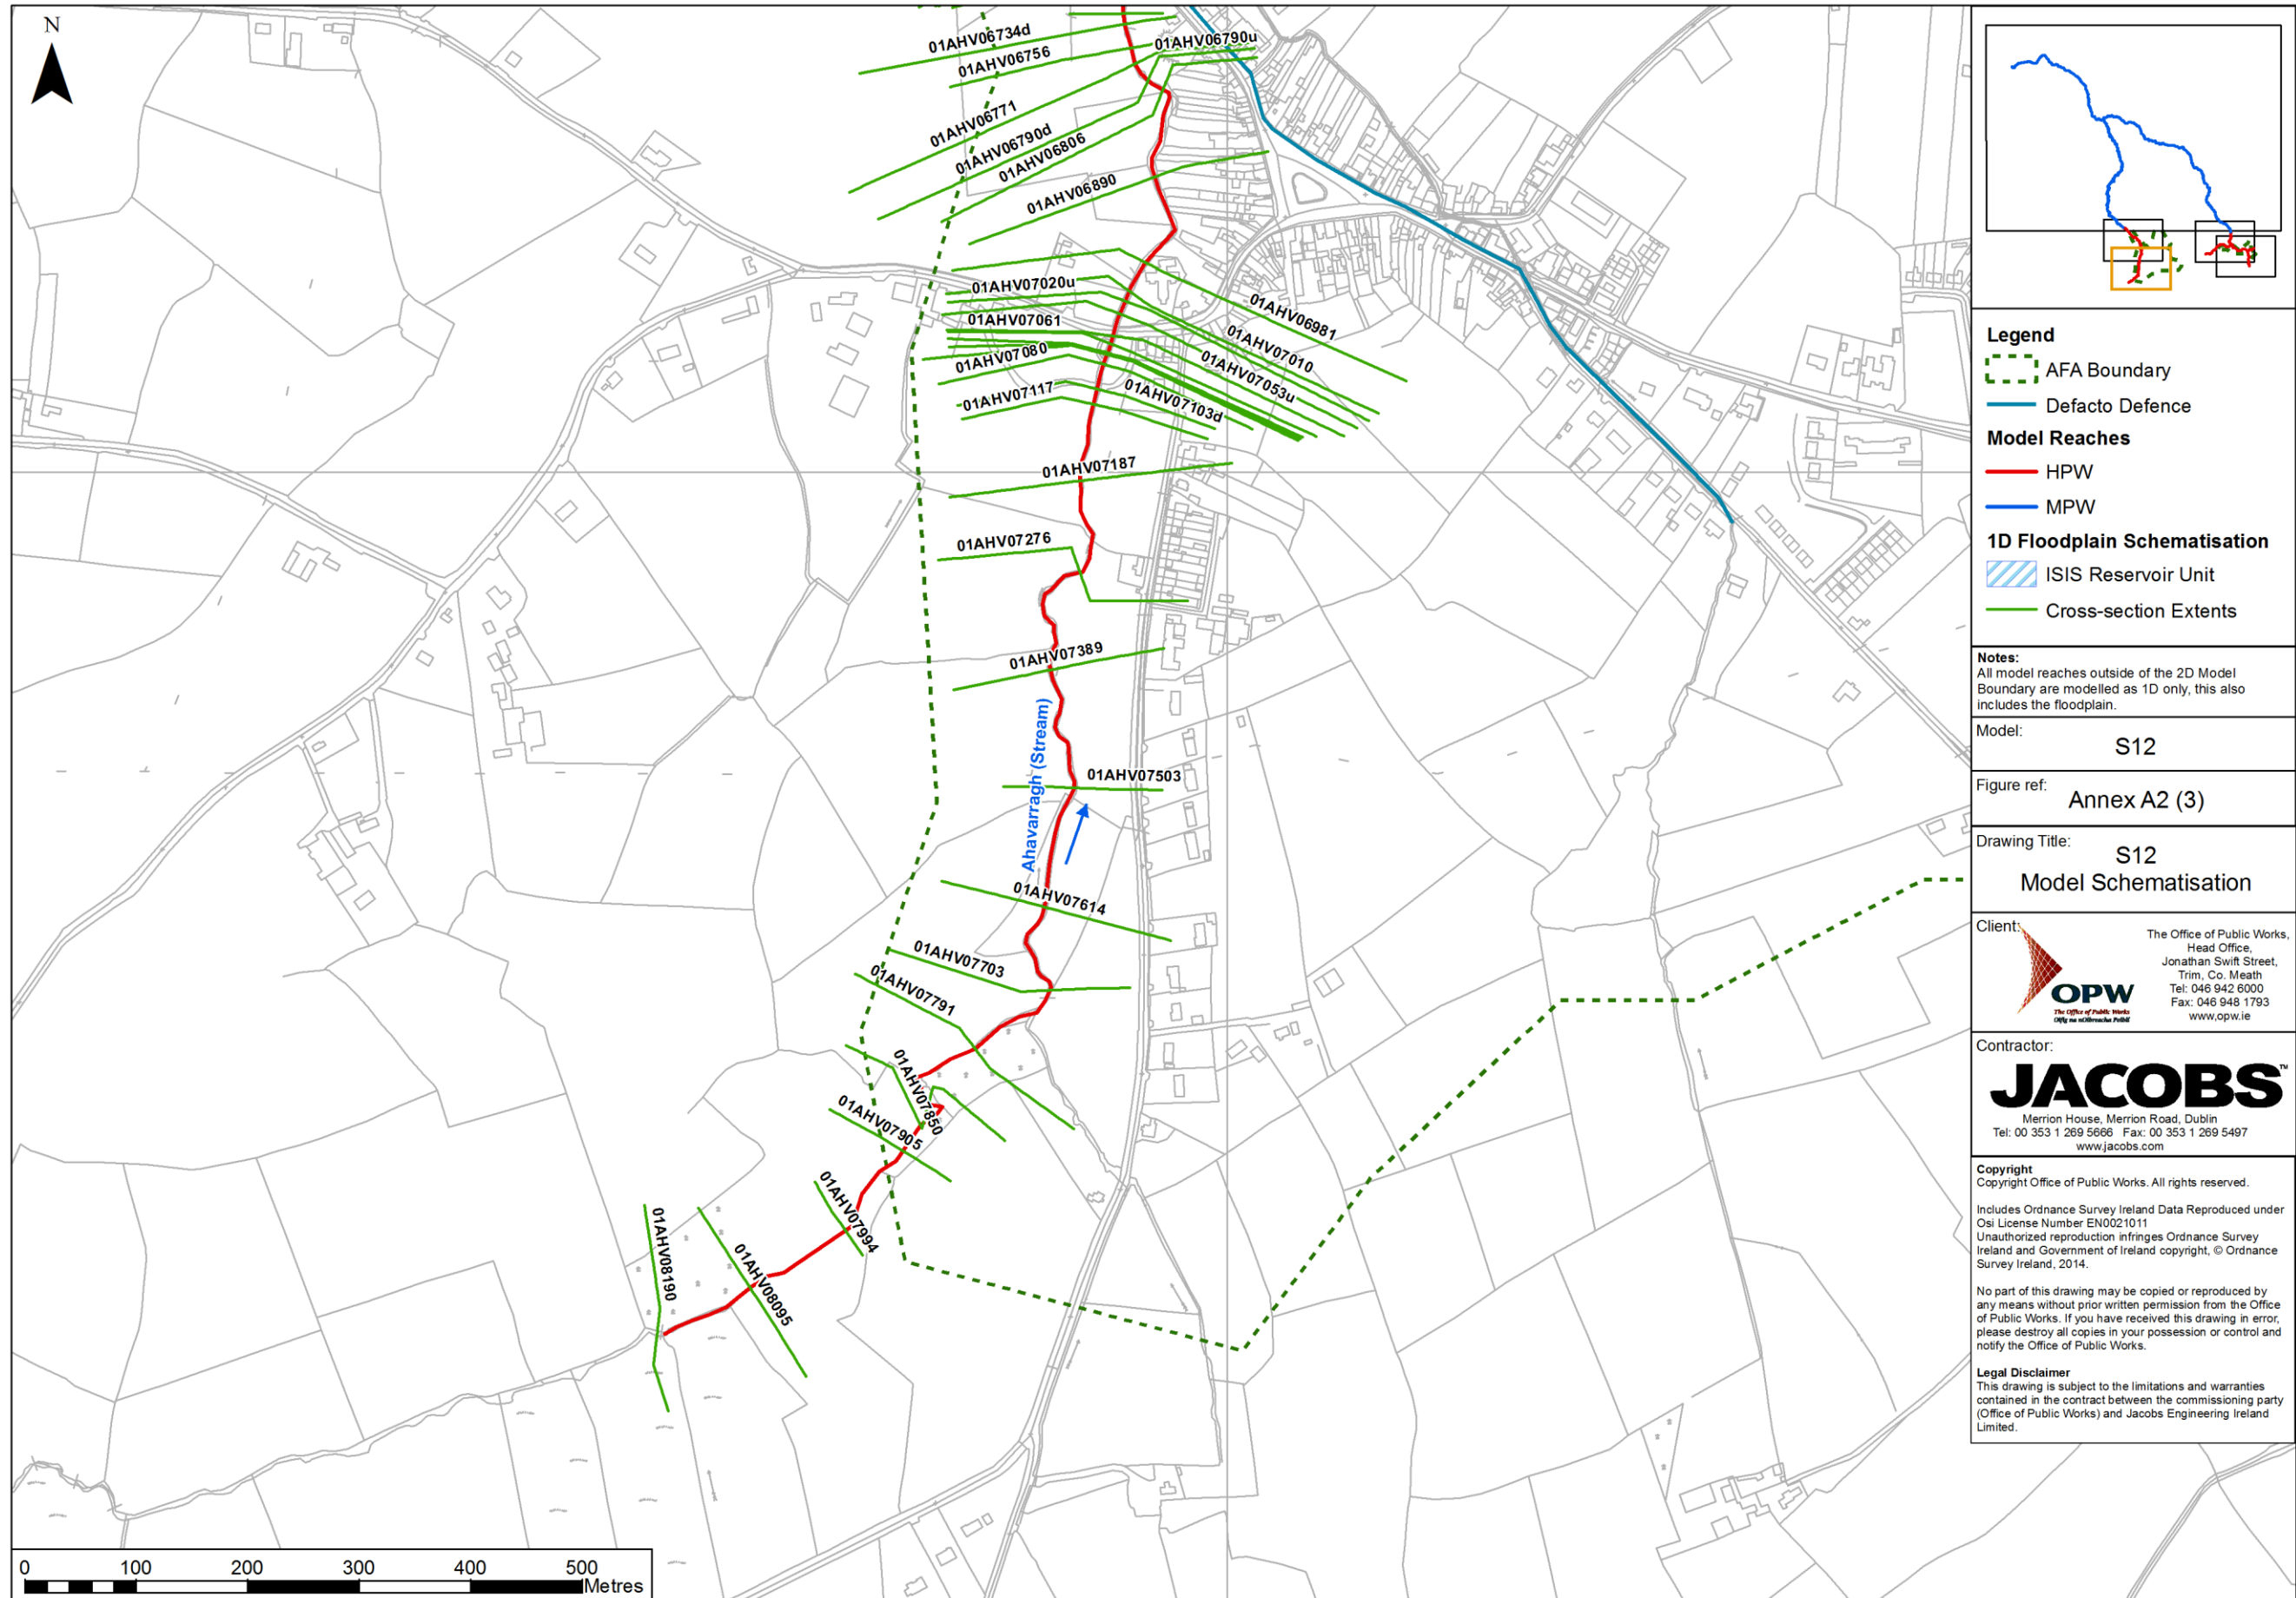 N
01AHV06734d
01AHV06790u
01AHV06756
01AHV06771
01AHV06790d
01AHV06806
01AHV06890
01AHV07020u
01AHV06981
01AHV07061
01AHV07010
01AHV07080
01AHV07053u
01AHV07117
01AHV07103d
01AHV07187
01AHV07276
01AHV07389
Ahavarragh (Stream)
01AHV07503
01AHV07614
01AHV07703
01AHV07791
01AHV07850
01AHV07905
01AHV07994
01AHV08190
01AHV08095
0 100 200 300 400 500
Metres
Legend
AFA Boundary
Defacto Defence
Model Reaches
HPW
MPW
1D Floodplain Schematisation
ISIS Reservoir Unit
Cross-section Extents
Notes:
All model reaches outside of the 2D Model
Boundary are modelled as 1D only, this also
includes the floodplain.
Model:
S12
Figure ref:
Annex A2 (3)
Drawing Title:
S12
Model Schematisation
Client:
OPW
The Office of Public Works
Oifig na nOibreacha Poiblí
The Office of Public Works,
Head Office,
Jonathan Swift Street,
Trim, Co. Meath
Tel: 046 942 6000
Fax: 046 948 1793
www.opw.ie
Contractor:
JACOBS™
Merrion House, Merrion Road, Dublin
Tel: 00 353 1 269 5666 Fax: 00 353 1 269 5497
www.jacobs.com
Copyright
Copyright Office of Public Works. All rights reserved.
Includes Ordnance Survey Ireland Data Reproduced under
Osi License Number EN0021011
Unauthorized reproduction infringes Ordnance Survey
Ireland and Government of Ireland copyright, © Ordnance
Survey Ireland, 2014.
No part of this drawing may be copied or reproduced by
any means without prior written permission from the Office
of Public Works. If you have received this drawing in error,
please destroy all copies in your possession or control and
notify the Office of Public Works.
Legal Disclaimer
This drawing is subject to the limitations and warranties
contained in the contract between the commissioning party
(Office of Public Works) and Jacobs Engineering Ireland
Limited.